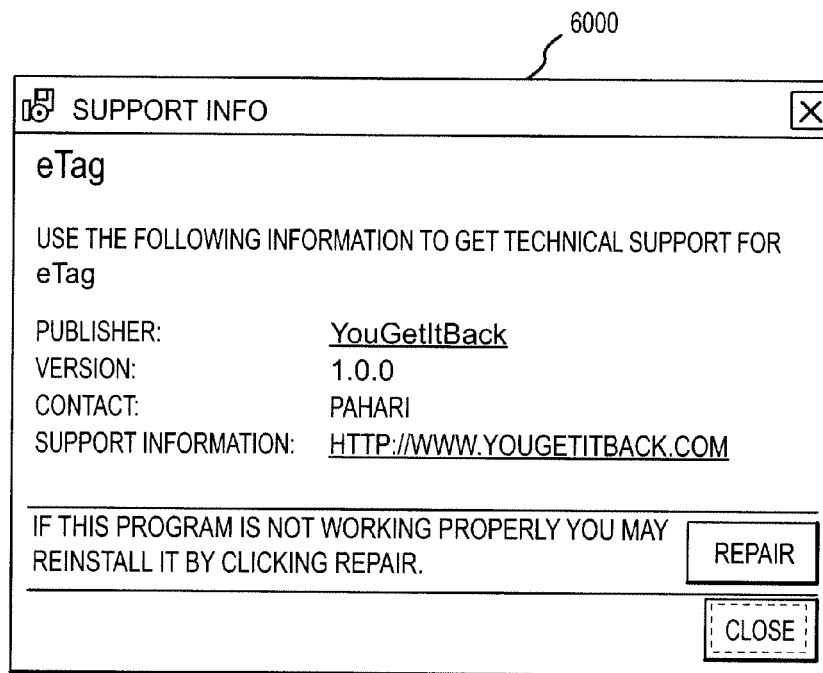 6000
SUPPORT INFO
eTag
USE THE FOLLOWING INFORMATION TO GET TECHNICAL SUPPORT FOR
eTag
PUBLISHER: YouGetItBack
VERSION: 1.0.0
CONTACT: PAHARI
SUPPORT INFORMATION: HTTP://WWW.YOUGETITBACK.COM
IF THIS PROGRAM IS NOT WORKING PROPERLY YOU MAY
REINSTALL IT BY CLICKING REPAIR.
REPAIR
CLOSE